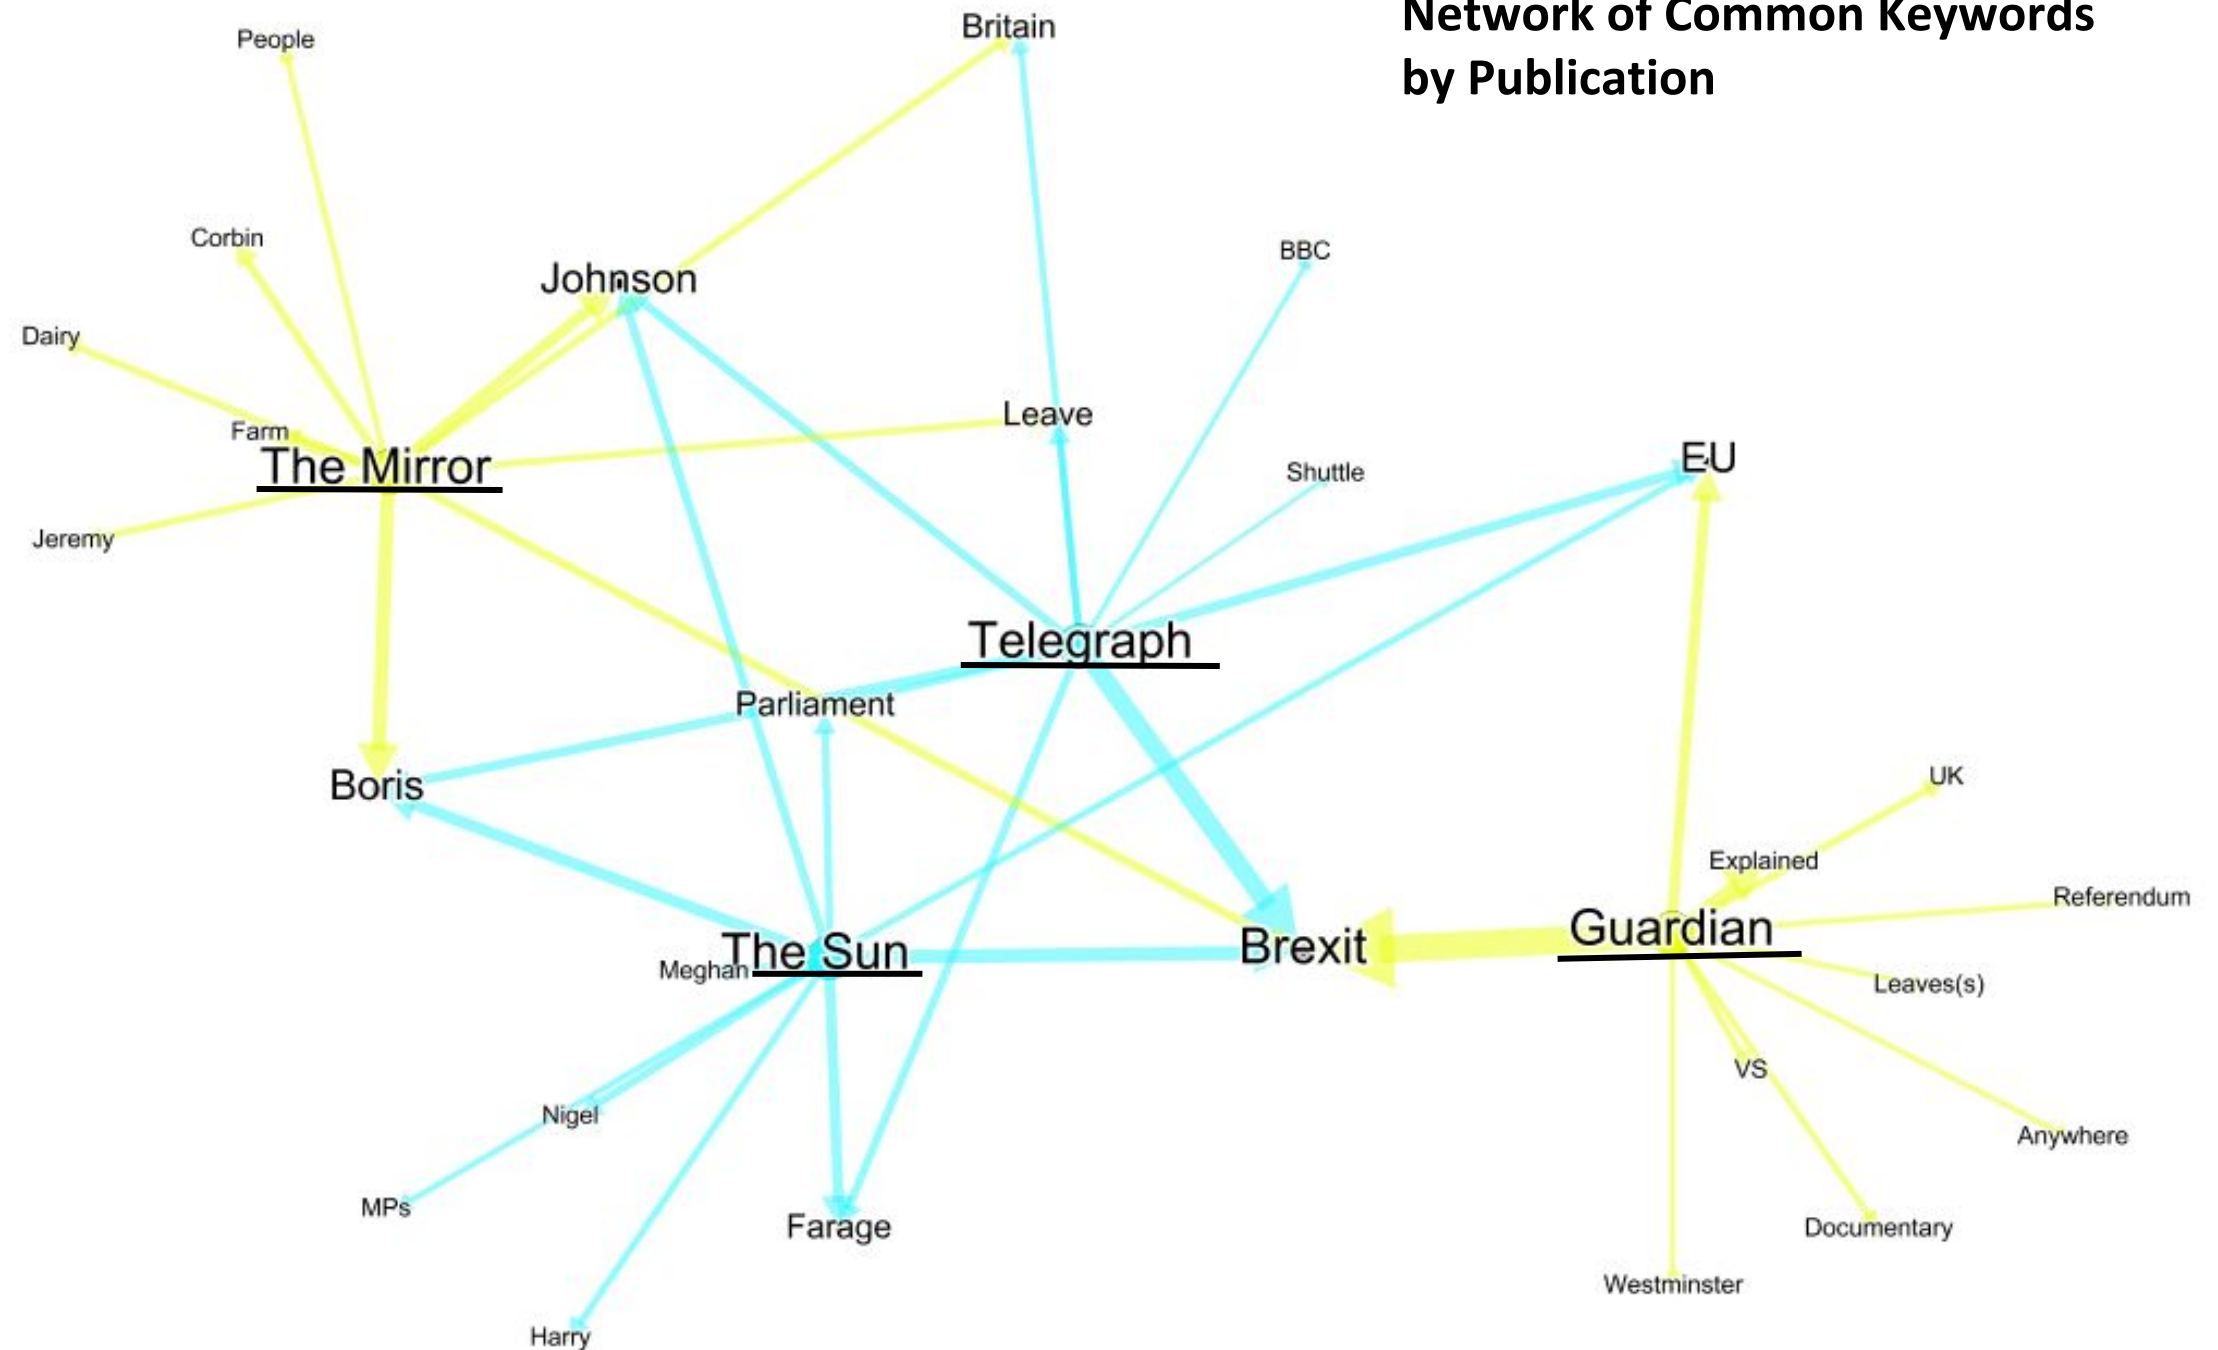 Network of Common Keywords
by Publication
People
Britain
Corbin
Johnson
BBC
Dairy
Farm
Leave
The Mirror
EU
Shuttle
Jeremy
Telegraph
Parliament
Boris
UK
Explained
Referendum
The Sun
Brexit
Guardian
Meghan
Leaves(s)
VS
Nigel
Anywhere
MPs
Farage
Documentary
Westminster
Harry